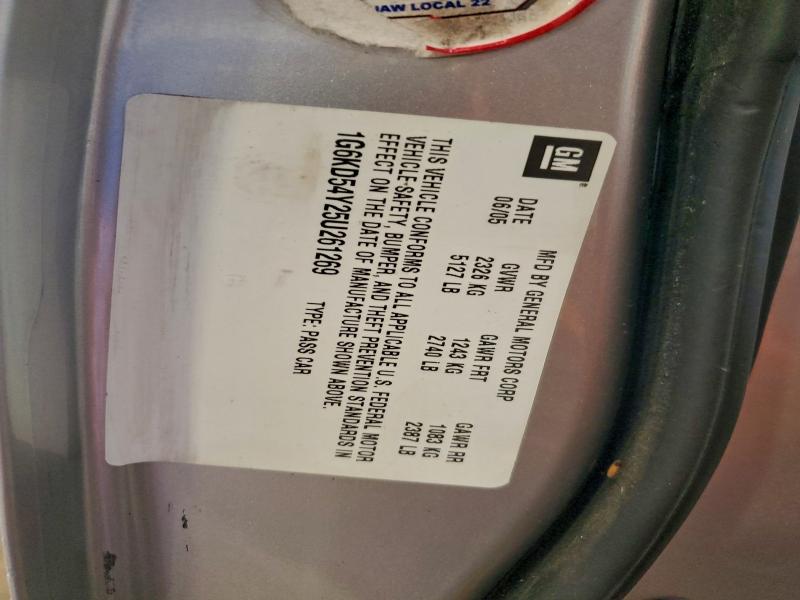 UAW LOCAL 22
GM
MFD BY GENERAL MOTORS CORP
DATE GVWR GAWR FRT GAWR RR
06/05 2326 KG 1243 KG 1083 KG
5127 LB 2740 LB 2387 LB
THIS VEHICLE CONFORMS TO ALL APPLICABLE U.S. FEDERAL MOTOR
VEHICLE-SAFETY, BUMPER, AND THEFT PREVENTION STANDARDS IN
EFFECT ON THE DATE OF MANUFACTURE SHOWN ABOVE.
1G6KD54Y25U261269 TYPE: PASS CAR